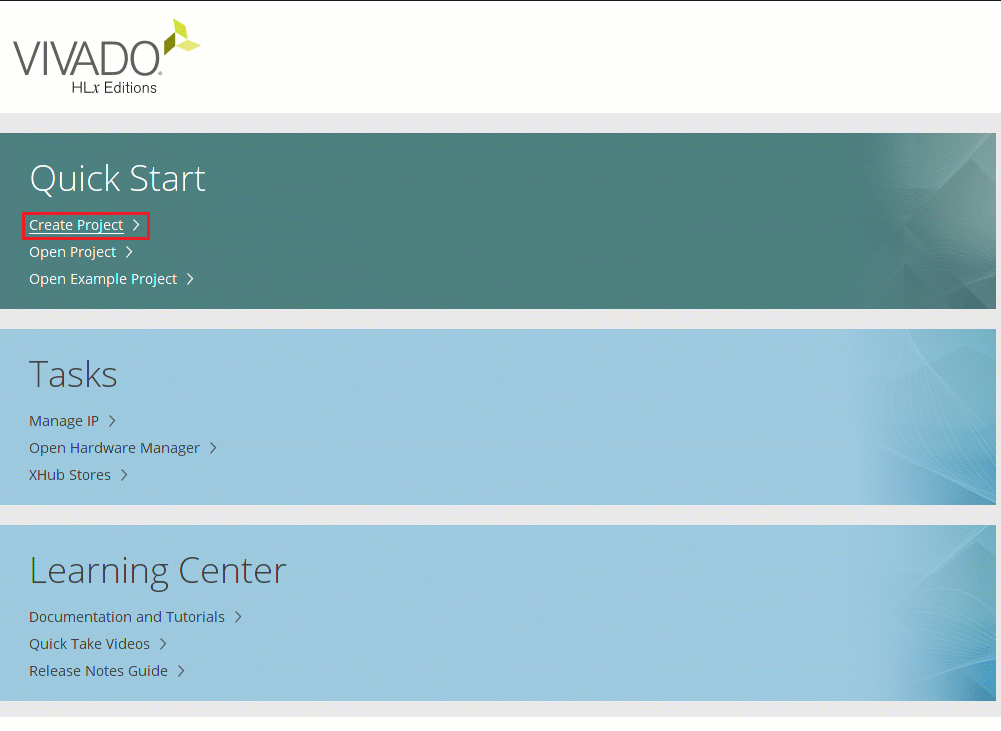 VIVADO
HLx Editions
Quick Start
Create Project
Open Project
Open Example Project
Tasks
Manage IP
Open Hardware Manager
XHub Stores
Learning Center
Documentation and Tutorials
Quick Take Videos
Release Notes Guide